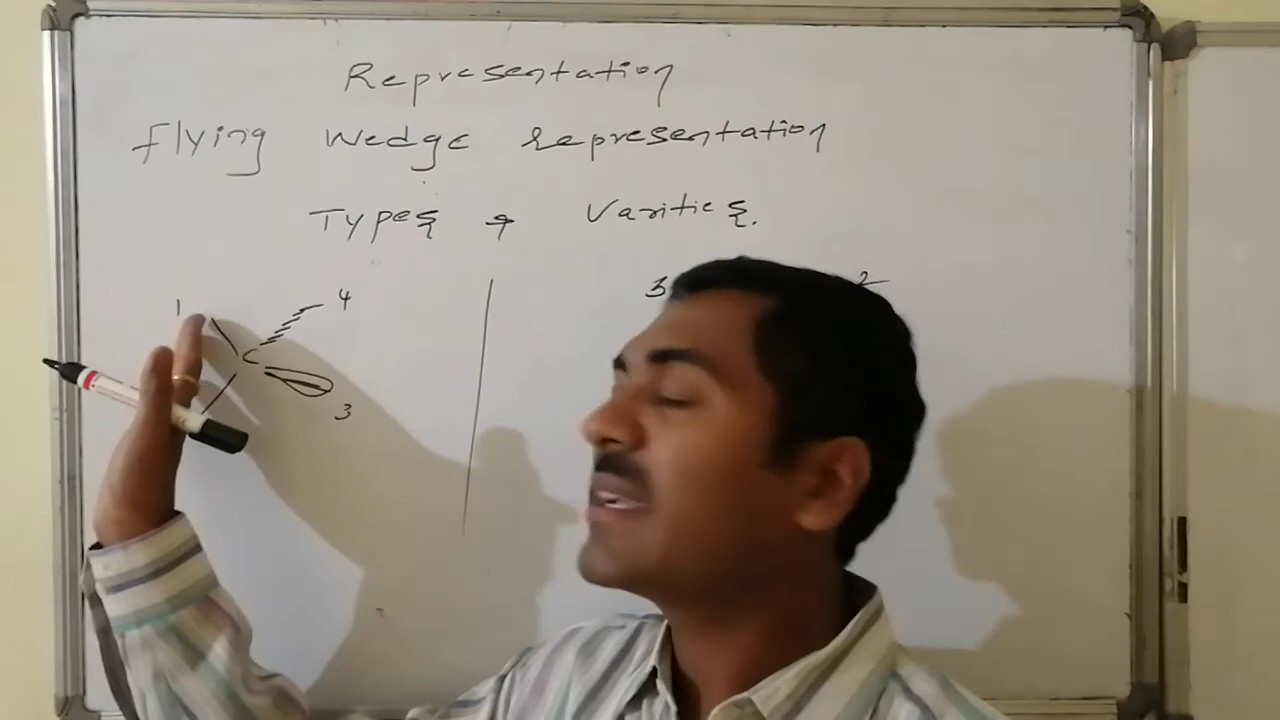 Representation
Flying Wedge representation
Types & Varities.
1 4 3 2
C
3